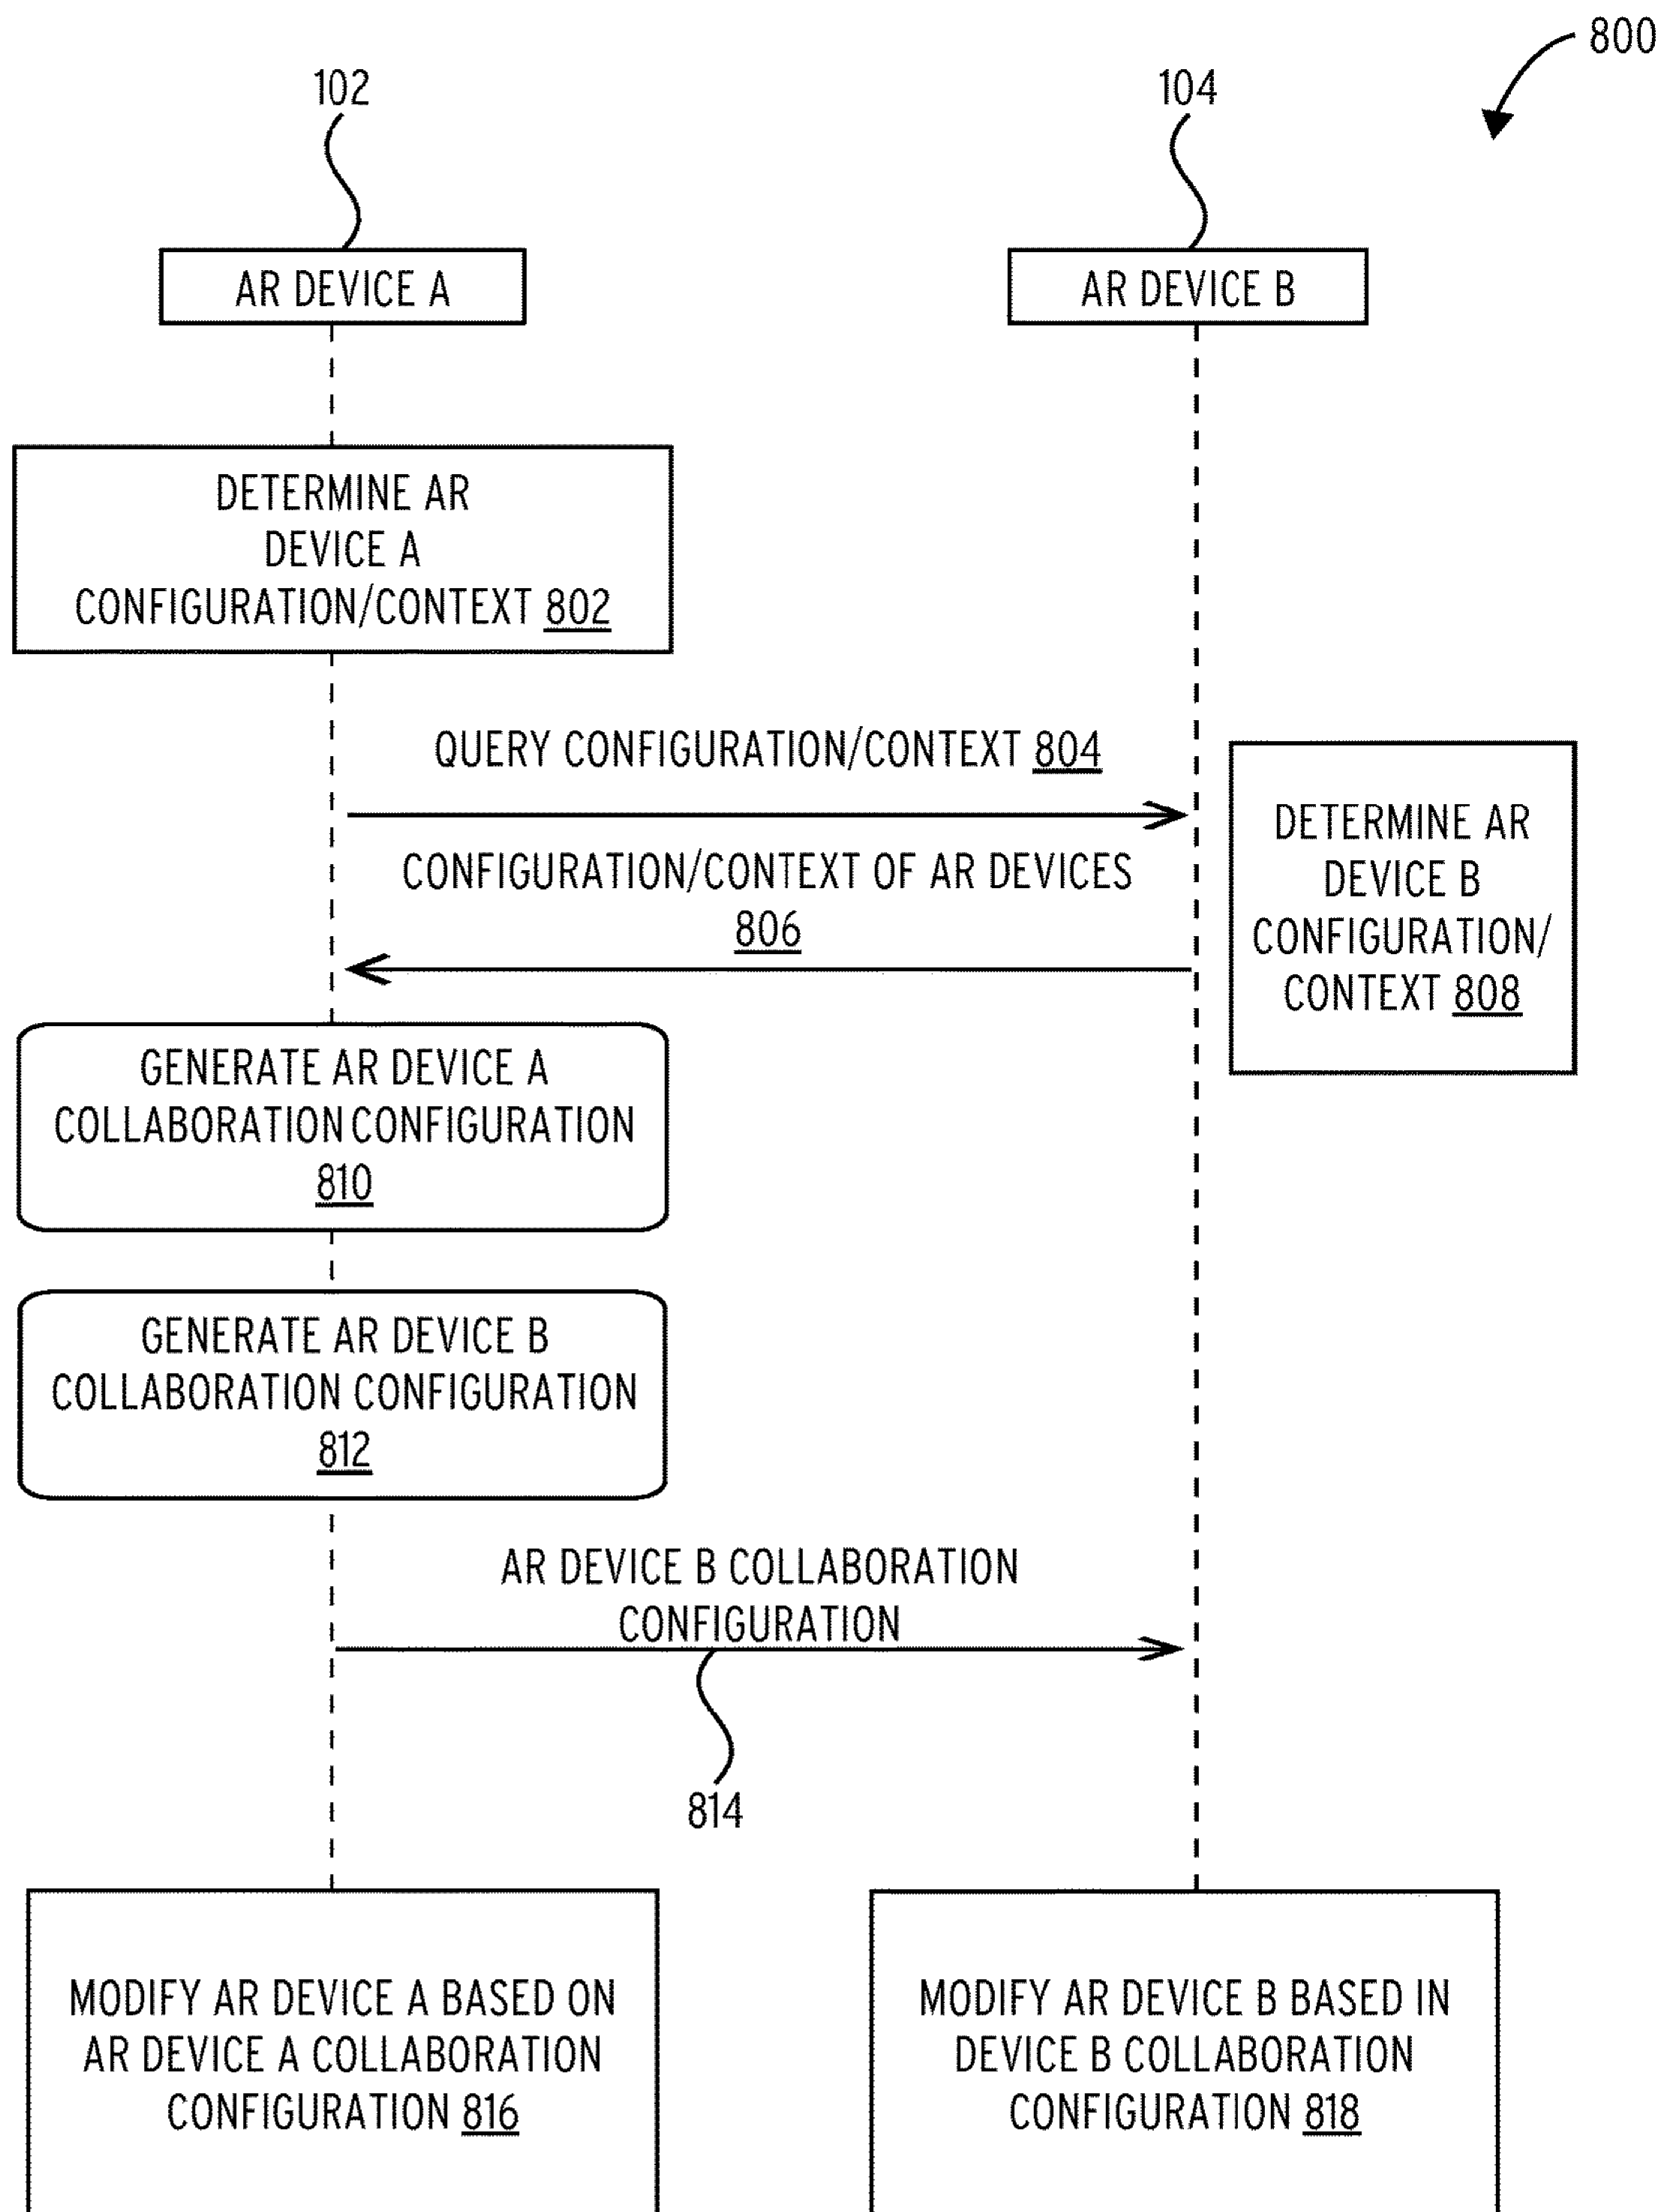 800
102
104
AR DEVICE A
AR DEVICE B
DETERMINE AR
DEVICE A
CONFIGURATION/CONTEXT 802
QUERY CONFIGURATION/CONTEXT 804
CONFIGURATION/CONTEXT OF AR DEVICES
806
DETERMINE AR
DEVICE B
CONFIGURATION/
CONTEXT 808
GENERATE AR DEVICE A
COLLABORATION CONFIGURATION
810
GENERATE AR DEVICE B
COLLABORATION CONFIGURATION
812
AR DEVICE B COLLABORATION
CONFIGURATION
814
MODIFY AR DEVICE A BASED ON
AR DEVICE A COLLABORATION
CONFIGURATION 816
MODIFY AR DEVICE B BASED IN
DEVICE B COLLABORATION
CONFIGURATION 818